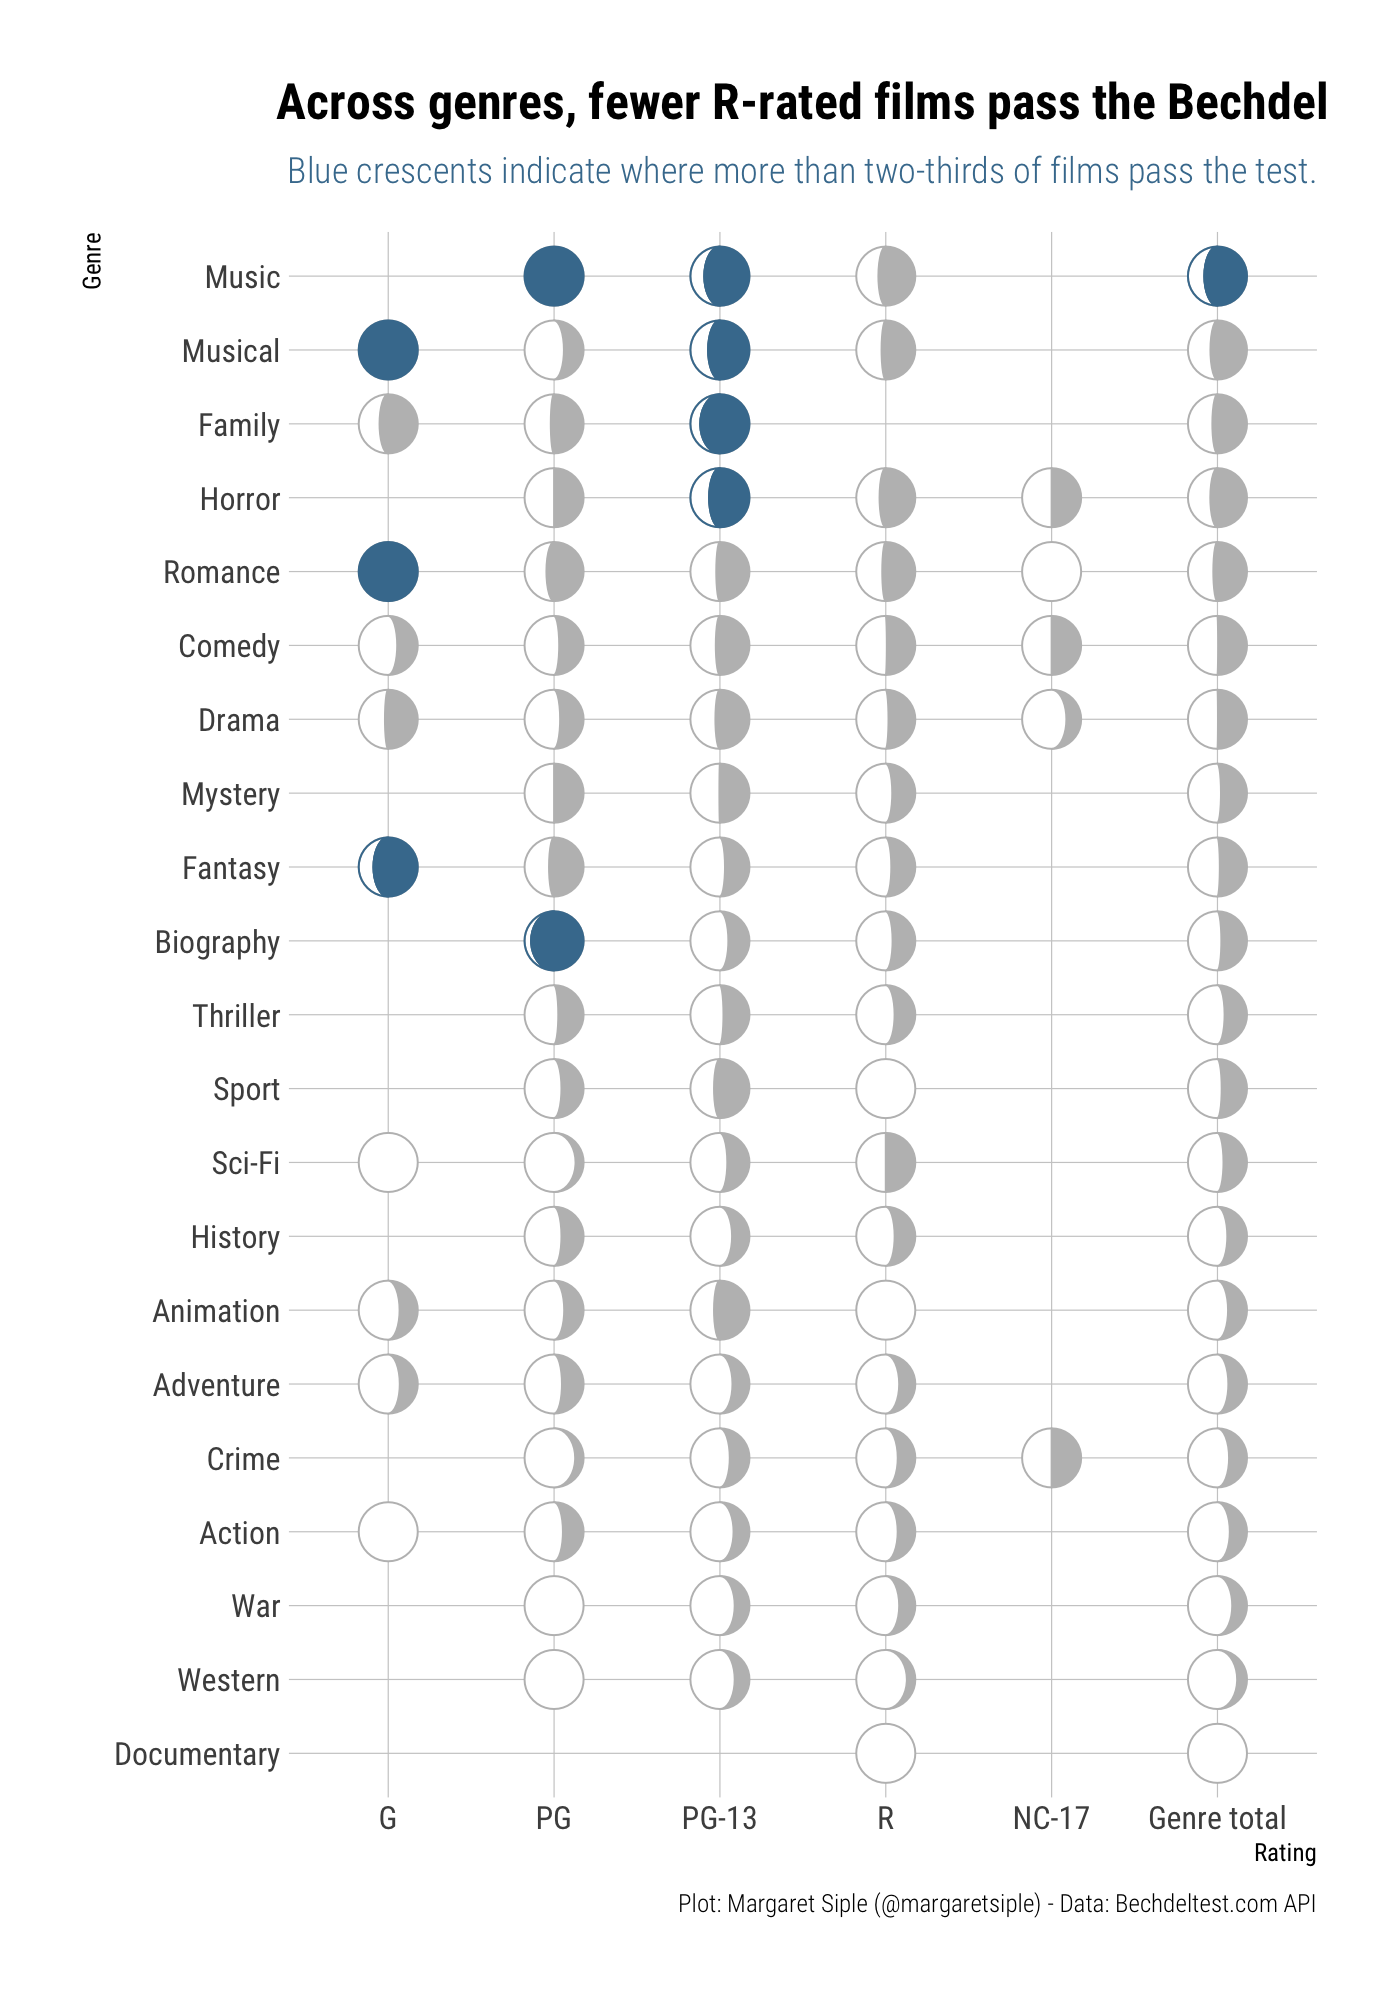 Across genres, fewer R-rated films pass the Bechdel
Blue crescents indicate where more than two-thirds of films pass the test.
Genre
Music
Musical
Family
Horror
Romance
Comedy
Drama
Mystery
Fantasy
Biography
Thriller
Sport
Sci-Fi
History
Animation
Adventure
Crime
Action
War
Western
Documentary
G PG PG-13 R NC-17 Genre total
Rating
Plot: Margaret Siple (@margaretsiple) - Data: Bechdeltest.com API